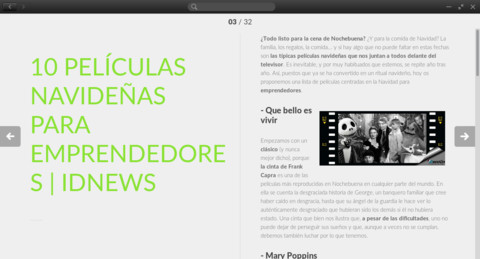 03 / 32
10 PELÍCULAS
NAVIDEÑAS
PARA
EMPRENDEDORE
S | IDNEWS
¿Todo listo para la cena de Nochebuena? ¿Y para la comida de Navidad? La
familia, los regalos, la comida... y si hay algo que no puede faltar en estas fechas
son las típicas películas navideñas que nos juntan a todos delante del
televisor. Es inevitable, y por muy habituados que estemos, se repite año tras
año. Así, puestos que ya se ha convertido en un ritual navideño, hoy os
proponemos una lista de películas centradas en la Navidad para
emprendedores.
- Que bello es
vivir
Empezamos con un
clásico (y nunca
mejor dicho), porque
la cinta de Frank
Capra es una de las
películas más reproducidas en Nochebuena en cualquier parte del mundo. En
ella se cuenta la desgraciada historia de George, un banquero familiar que cree
haber caído en desgracia, hasta que su ángel de la guarda le hace ver lo
auténticamente desgraciado que hubieran sido los demás si él no hubiera
estado. Una cinta que bien nos ilustra que, a pesar de las dificultades, uno no
puede dejar de perseguir sus sueños y que, aunque a veces no se cumplan,
debemos también luchar por lo que tenemos.
- Mary Poppins